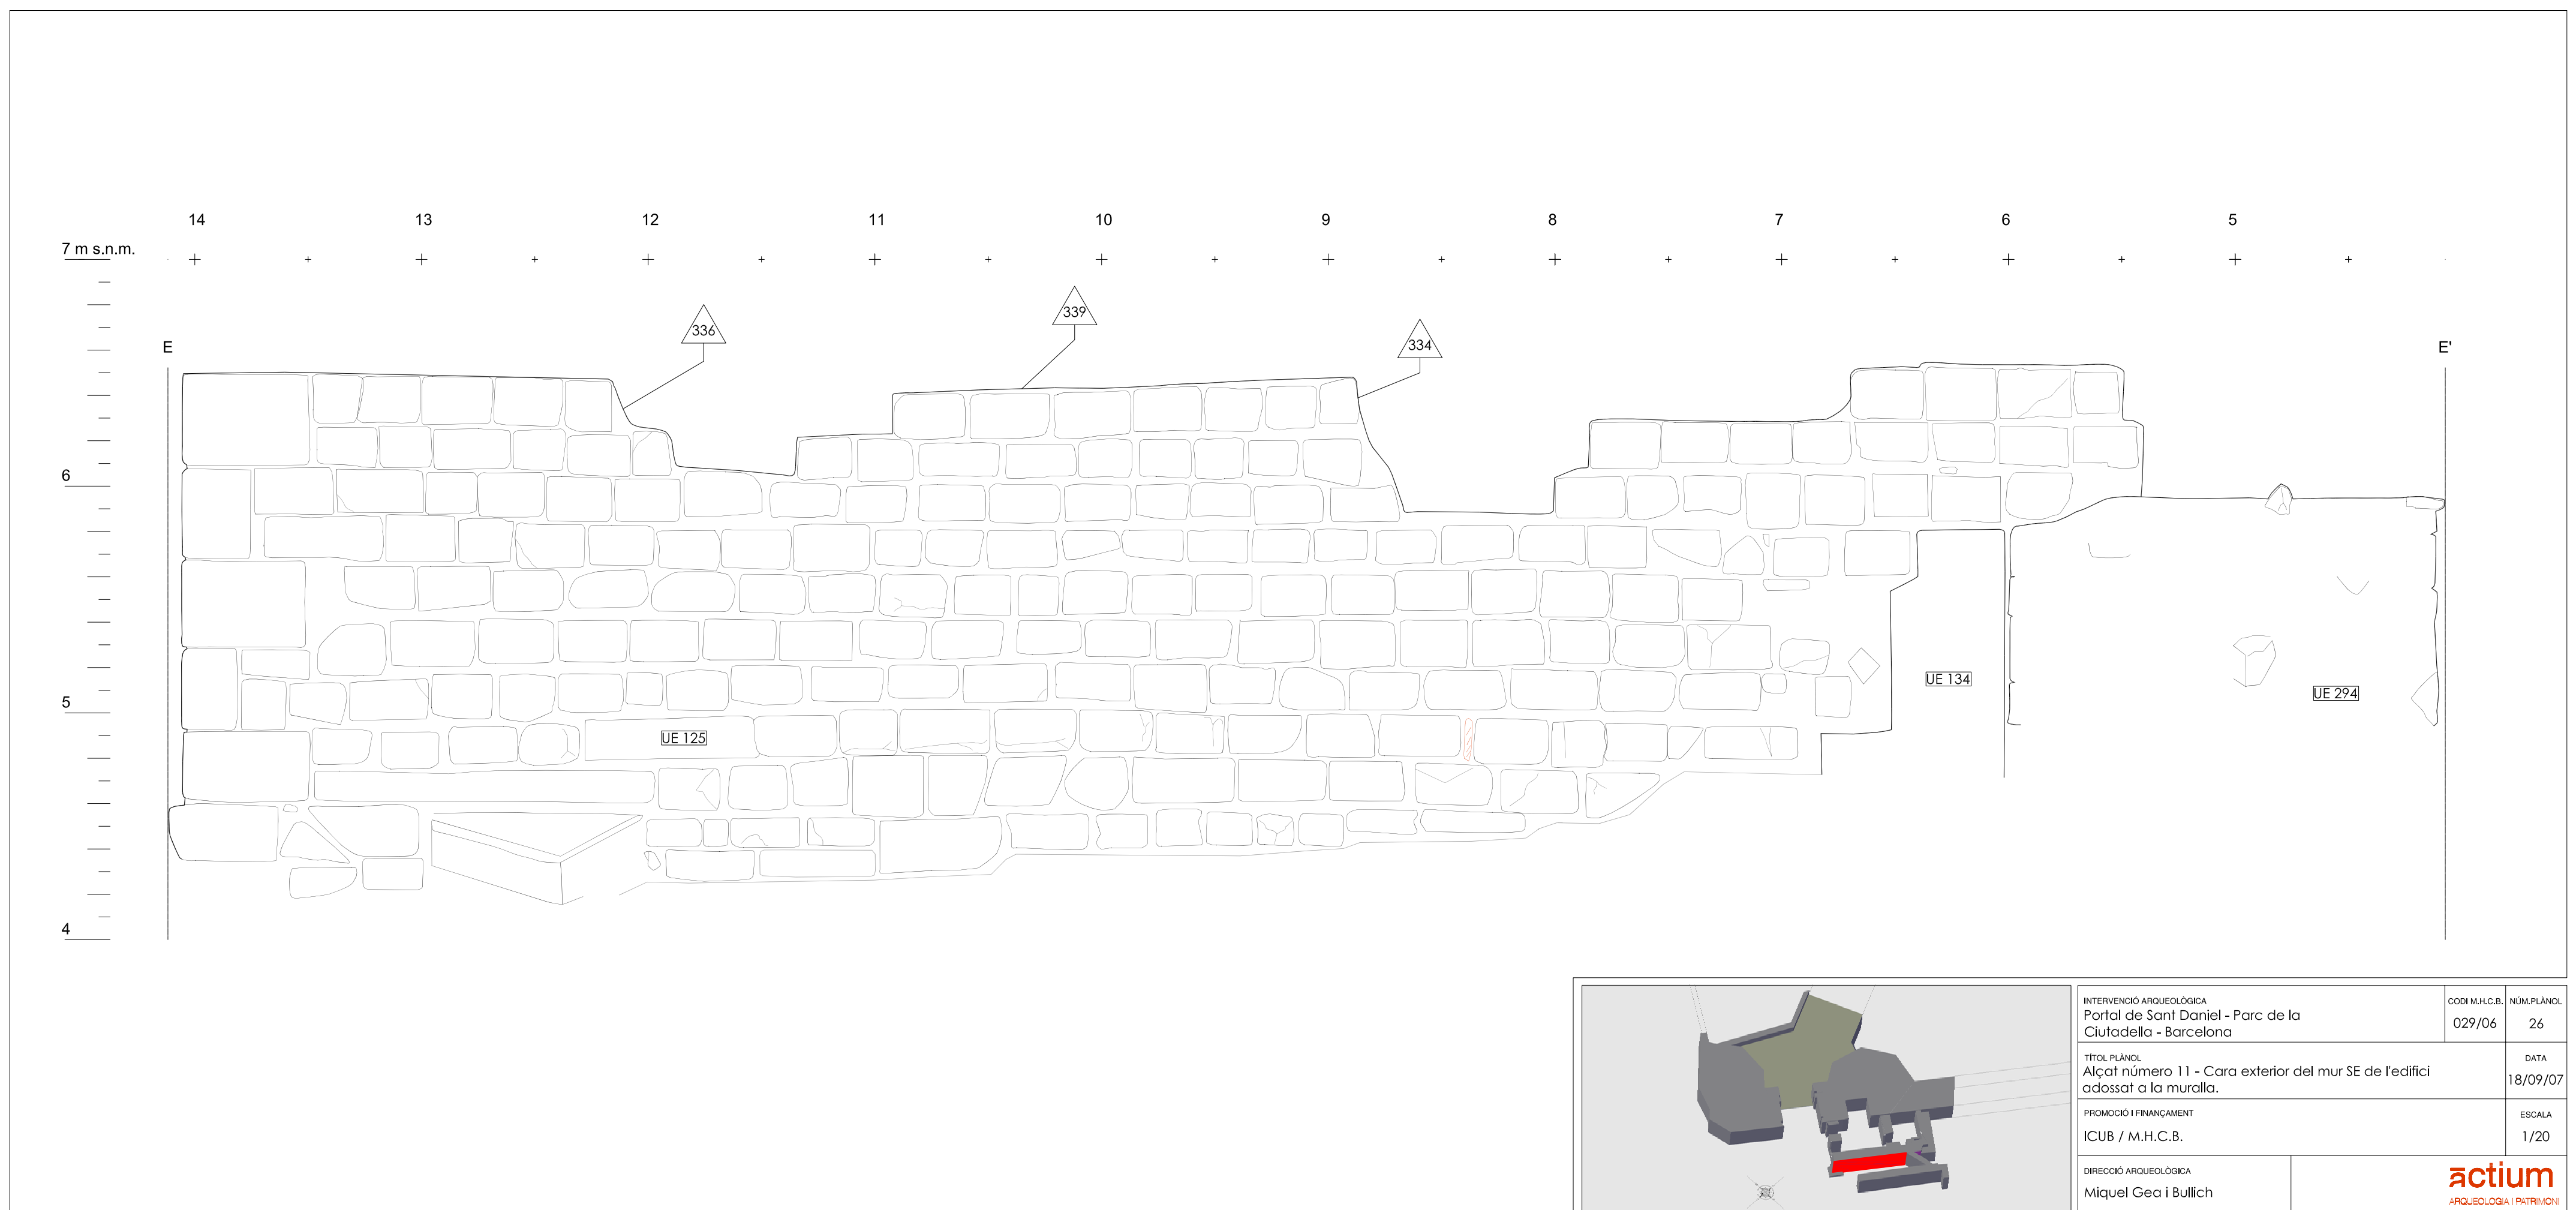 14 13 12 11 10 9 8 7 6 5
7 m s.n.m.
339
336
334
E E'
6
5
UE 134
UE 294
UE 125
4
INTERVENCIÓ ARQUEOLÒGICA
Portal de Sant Daniel - Parc de la
Ciutadella - Barcelona
CODI M.H.C.B.
029/06
NÚM.PLÀNOL
26
TÍTOL PLÀNOL
Alçat número 11 - Cara exterior del mur SE de l'edifici
adossat a la muralla.
DATA
18/09/07
PROMOCIÓ I FINANÇAMENT
ICUB / M.H.C.B.
ESCALA
1/20
DIRECCIÓ ARQUEOLÒGICA
Miquel Gea i Bullich
actium
ARQUEOLOGIA I PATRIMONI